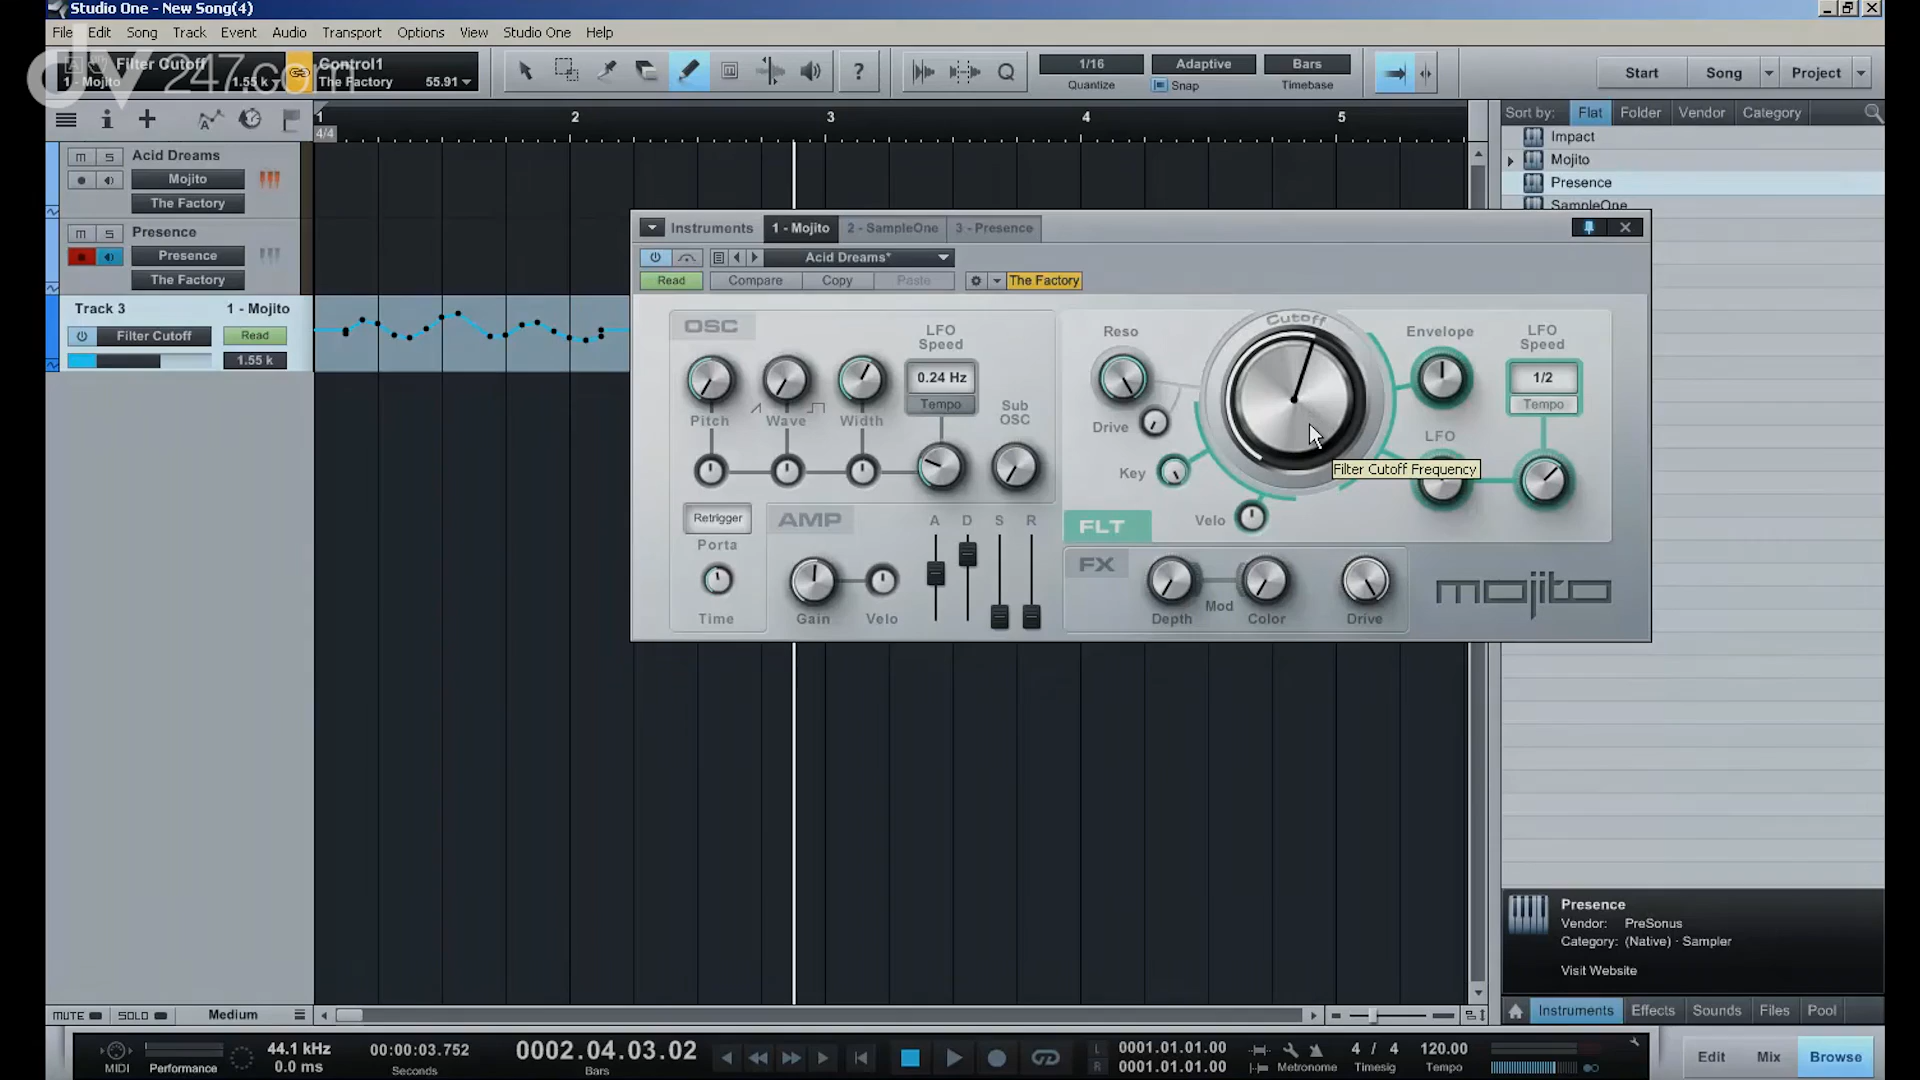 Studio One - New Song(4)
File Edit Song Track Event Audio Transport Options View Studio One Help
dv247.com
Filter Cutoff
1 - Mojito 1.55 k
Control1
The Factory 55.91
1/16
Quantize
Adaptive
Snap
Bars
Timebase
Start Song Project
1 2 3 4 5
4/4
Sort by: Flat Folder Vendor Category
Impact
Mojito
Presence
SampleOne
M S Acid Dreams
Mojito
The Factory
M S Presence
Presence
The Factory
Track 3 1 - Mojito
Filter Cutoff Read
1.55 k
Instruments 1 - Mojito 2 - SampleOne 3 - Presence
Acid Dreams*
Read Compare Copy Paste The Factory
OSC
LFO
Speed
0.24 Hz
Tempo
Pitch Wave Width
Sub
OSC
Retrigger
Porta
Time
AMP
Gain Velo
A D S R
Reso
Drive
Key
Velo
Cutoff
Envelope
LFO
Speed
1/2
Tempo
LFO
Filter Cutoff Frequency
FLT
FX
Depth Mod Color Drive
mojito
Presence
Vendor: PreSonus
Category: (Native) · Sampler
Visit Website
MUTE SOLO Medium
Instruments Effects Sounds Files Pool
MIDI Performance
44.1 kHz
0.0 ms
00:00:03.752
Seconds
0002.04.03.02
Bars
L 0001.01.01.00
R 0001.01.01.00
Metronome
4 / 4
Timesig
120.00
Tempo
Edit Mix Browse